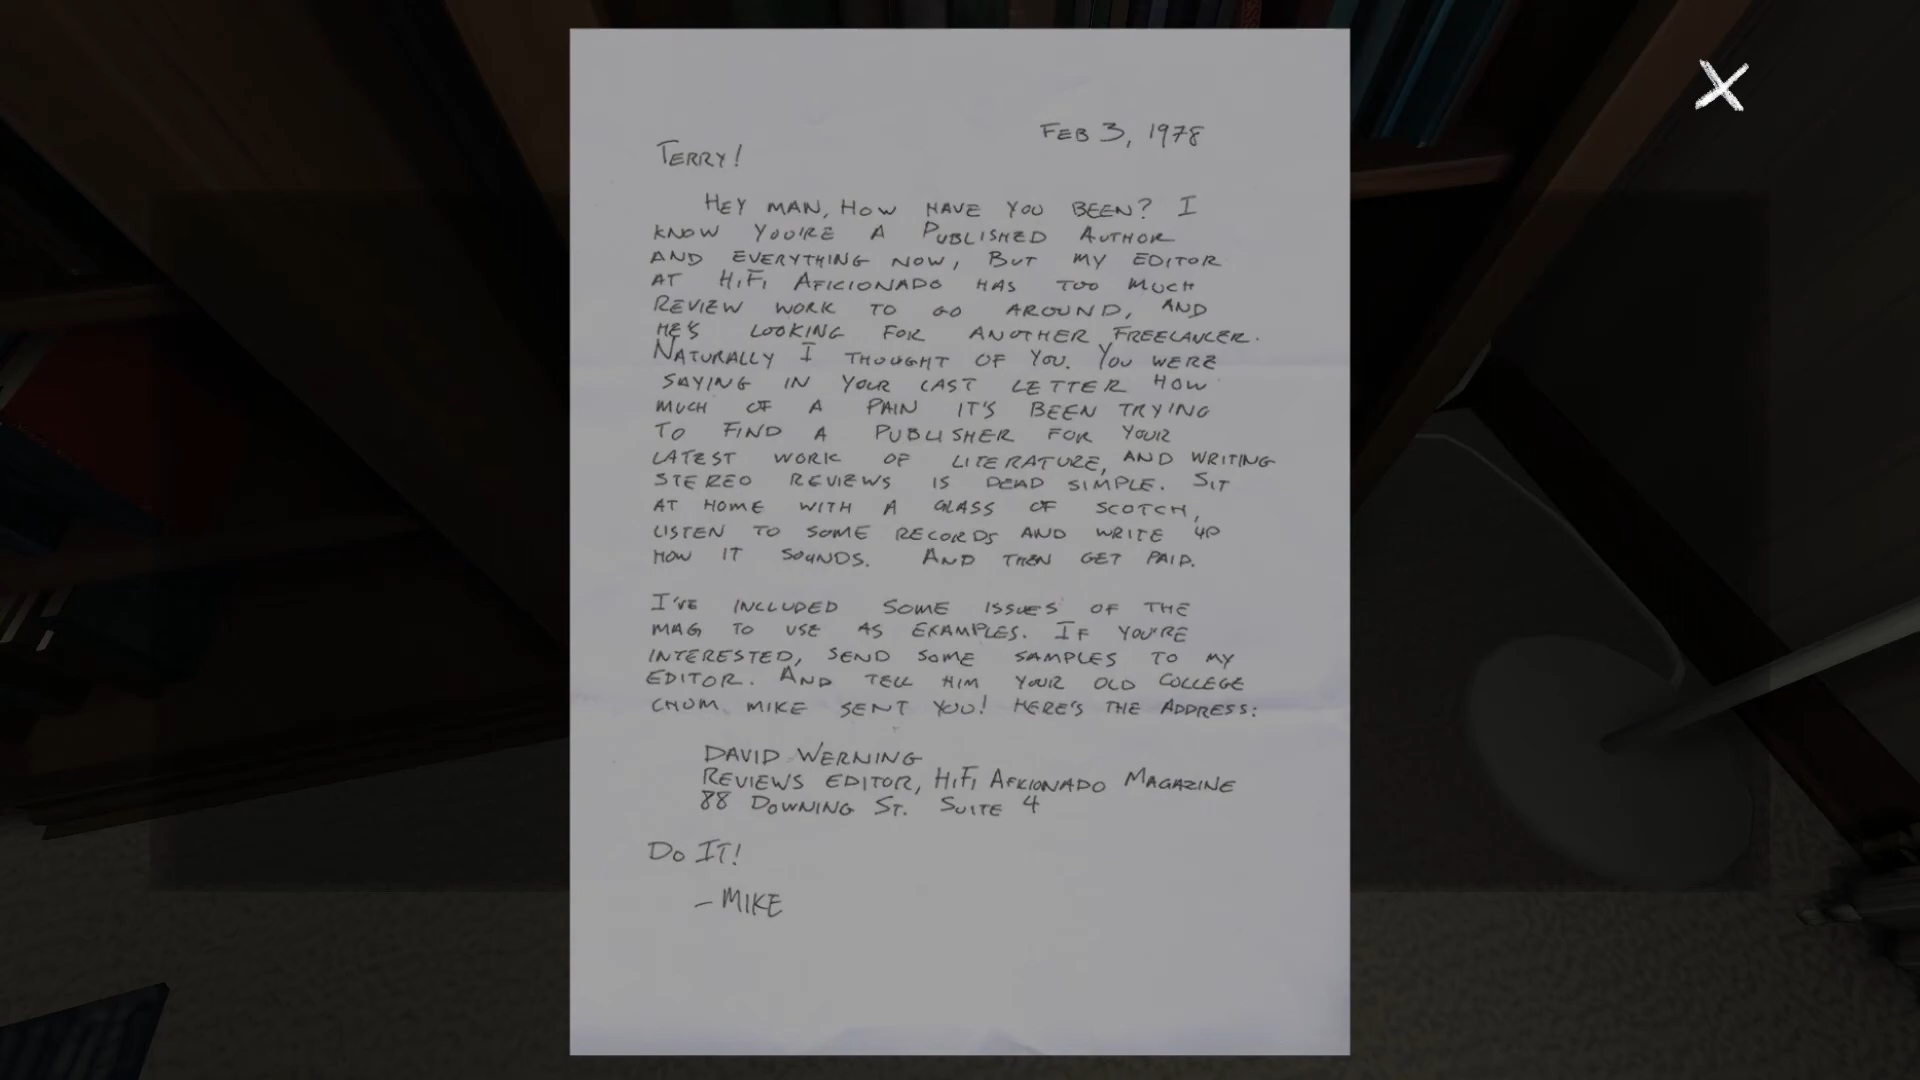 FEB 3, 1978
TERRY!
HEY MAN, HOW HAVE YOU BEEN? I
KNOW YOU'RE A PUBLISHED AUTHOR
AND EVERYTHING NOW, BUT MY EDITOR
AT HIFI AFICIONADO HAS TOO MUCH
REVIEW WORK TO GO AROUND, AND
HE'S LOOKING FOR ANOTHER FREELANCER.
NATURALLY I THOUGHT OF YOU. YOU WERE
SAYING IN YOUR LAST LETTER HOW
MUCH OF A PAIN IT'S BEEN TRYING
TO FIND A PUBLISHER FOR YOUR
LATEST WORK OF LITERATURE, AND WRITING
STEREO REVIEWS IS DEAD SIMPLE. SIT
AT HOME WITH A GLASS OF SCOTCH,
LISTEN TO SOME RECORDS AND WRITE UP
HOW IT SOUNDS. AND THEN GET PAID.
I'VE INCLUDED SOME ISSUES OF THE
MAG TO USE AS EXAMPLES. IF YOU'RE
INTERESTED, SEND SOME SAMPLES TO MY
EDITOR. AND TELL HIM YOUR OLD COLLEGE
CHUM MIKE SENT YOU! HERE'S THE ADDRESS:
DAVID WERNING
REVIEWS EDITOR, HIFI AFICIONADO MAGAZINE
88 DOWNING ST. SUITE 4
DO IT!
- MIKE